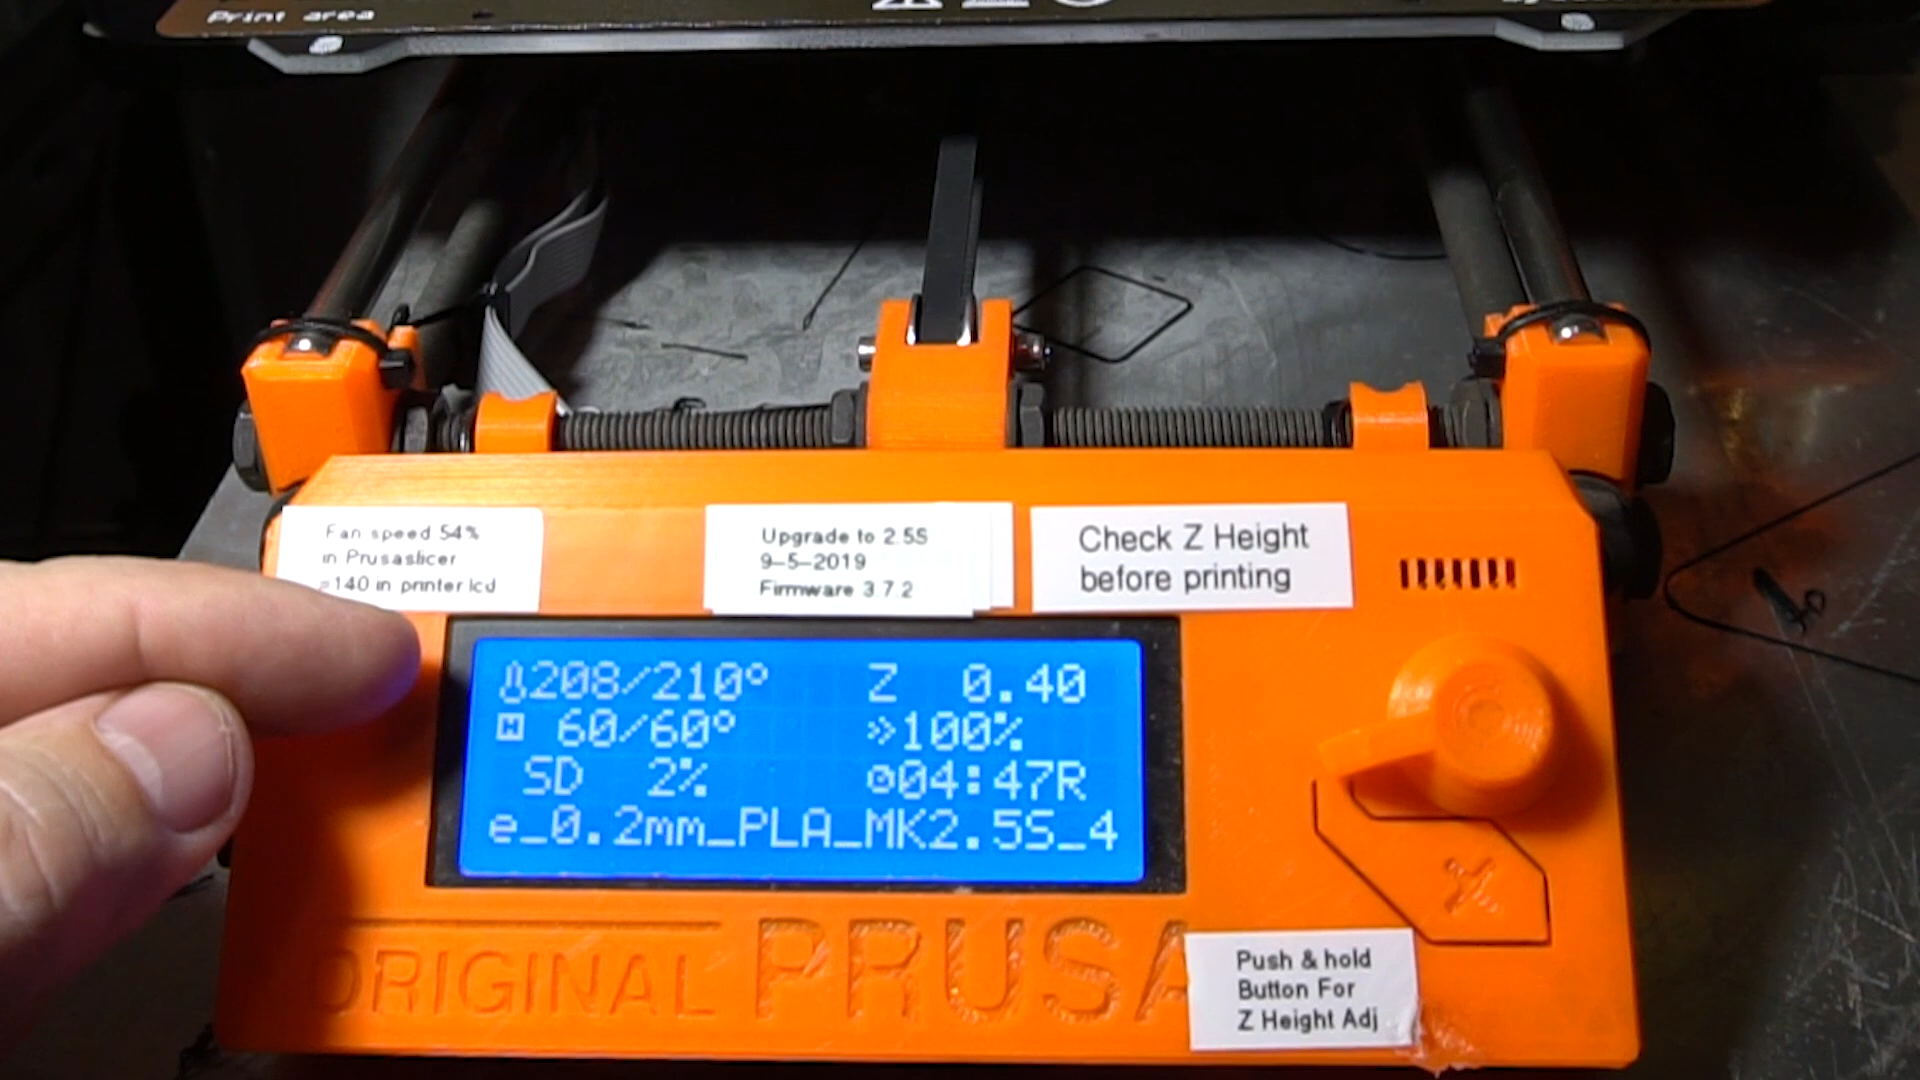 Print area
Fan speed 54%
in Prusaslicer
=140 in printer lcd
Upgrade to 2.5S
9-5-2019
Firmware 3.7.2
Check Z Height
before printing
208/210° Z 0.40
60/60° »100%
SD 2% 04:47R
e_0.2mm_PLA_MK2.5S_4
ORIGINAL PRUSA
Push & hold
Button For
Z Height Adj